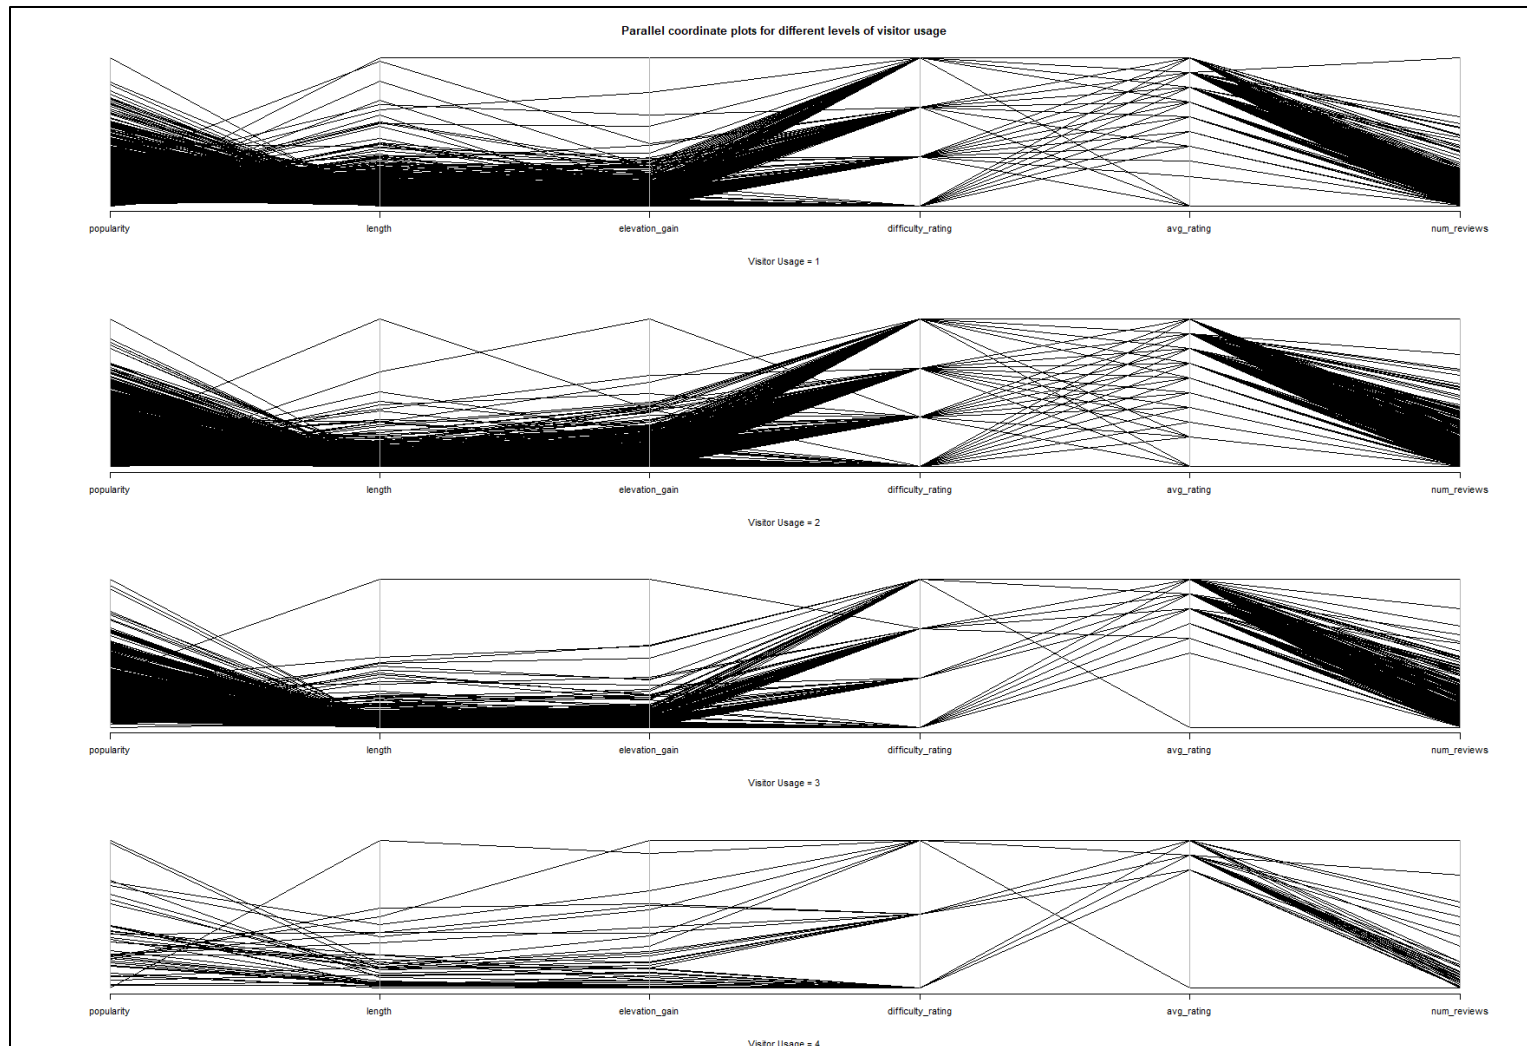 Parallel coordinate plots for different levels of visitor usage
popularity length elevation_gain difficulty_rating avg_rating num_reviews
Visitor Usage = 1
popularity length elevation_gain difficulty_rating avg_rating num_reviews
Visitor Usage = 2
popularity length elevation_gain difficulty_rating avg_rating num_reviews
Visitor Usage = 3
popularity length elevation_gain difficulty_rating avg_rating num_reviews
Visitor Usage = 4